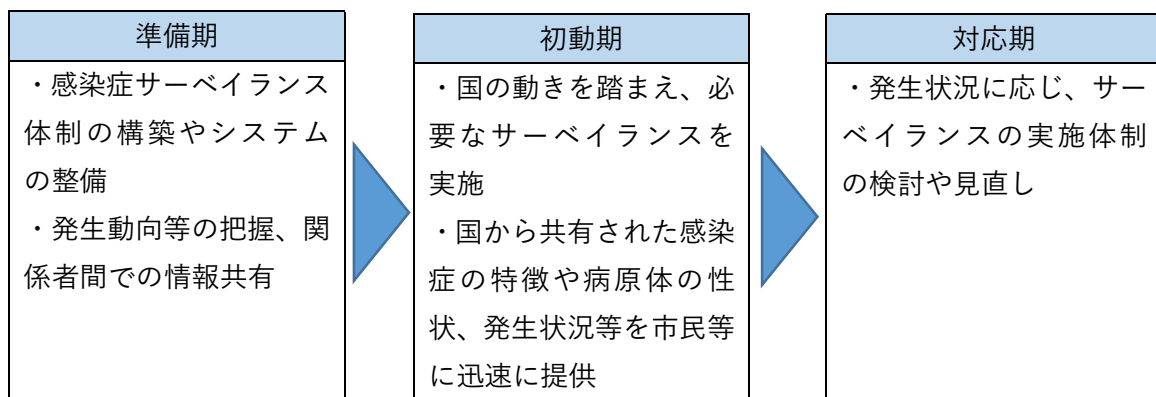 準備期
・感染症サーベイランス
体制の構築やシステム
の整備
・発生動向等の把握、関
係者間での情報共有
初動期
・国の動きを踏まえ、必
要なサーベイランスを
実施
・国から共有された感染
症の特徴や病原体の性
状、発生状況等を市民等
に迅速に提供
対応期
・発生状況に応じ、サー
ベイランスの実施体制
の検討や見直し